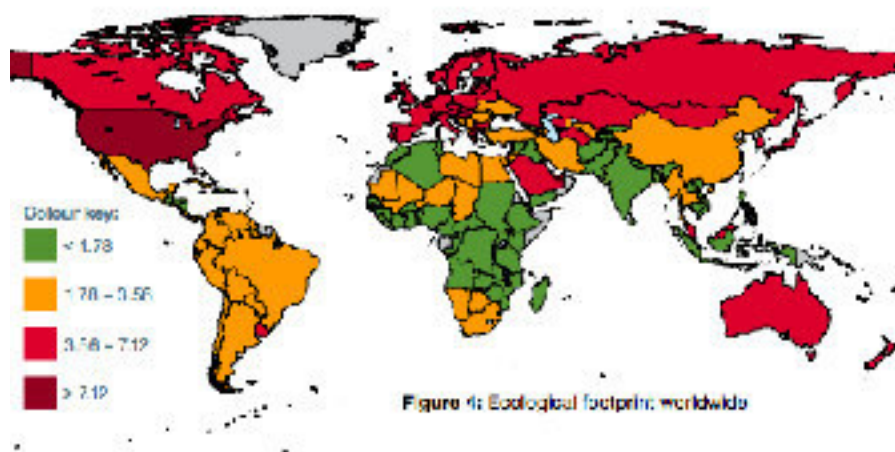 Colour key:
< 1.78
1.78 – 3.56
3.56 – 7.12
> 7.12
Figure 4: Ecological footprint worldwide